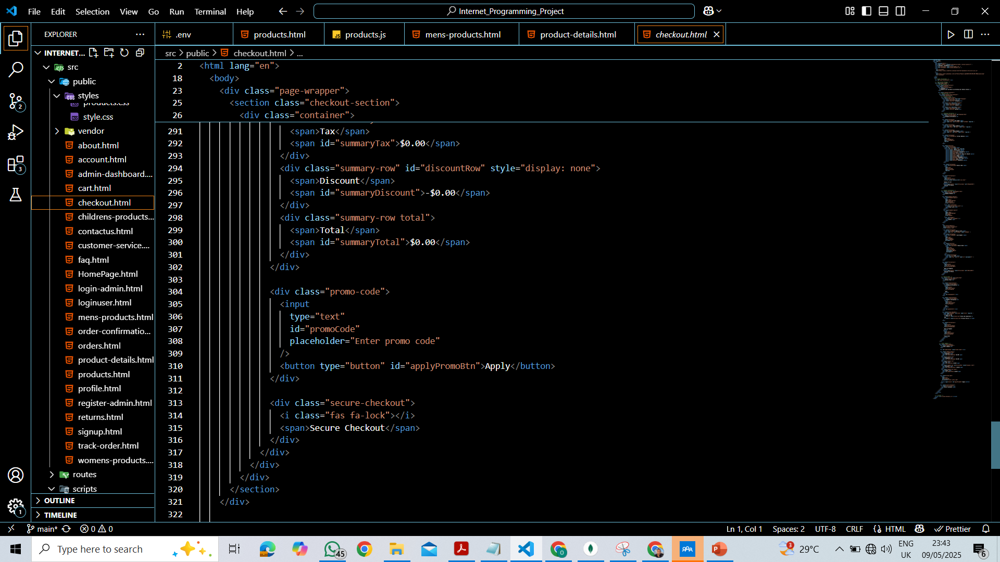 File Edit Selection View Go Run Terminal Help
Internet_Programming_Project
EXPLORER
.env
products.html
products.js
mens-products.html
product-details.html
checkout.html
INTERNET...
src > public > checkout.html > ...
src
public
styles
products.css
style.css
vendor
about.html
account.html
admin-dashboard....
cart.html
checkout.html
childrens-products...
contactus.html
customer-service....
faq.html
HomePage.html
login-admin.html
loginuser.html
mens-products.html
order-confirmatio...
orders.html
product-details.html
products.html
profile.html
register-admin.html
returns.html
signup.html
track-order.html
womens-products....
routes
scripts
OUTLINE
TIMELINE
2 <html lang="en">
18 <body>
23 <div class="page-wrapper">
25 <section class="checkout-section">
26 <div class="container">
291 <span>Tax</span>
292 <span id="summaryTax">$0.00</span>
293 </div>
294 <div class="summary-row" id="discountRow" style="display: none">
295 <span>Discount</span>
296 <span id="summaryDiscount">-$0.00</span>
297 </div>
298 <div class="summary-row total">
299 <span>Total</span>
300 <span id="summaryTotal">$0.00</span>
301 </div>
302 </div>
303
304 <div class="promo-code">
305 <input
306 type="text"
307 id="promoCode"
308 placeholder="Enter promo code"
309 />
310 <button type="button" id="applyPromoBtn">Apply</button>
311 </div>
312
313 <div class="secure-checkout">
314 <i class="fas fa-lock"></i>
315 <span>Secure Checkout</span>
316 </div>
317 </div>
318 </div>
319 </div>
320 </section>
321 </div>
322
2
3
1
main* 0 0
Ln 1, Col 1 Spaces: 2 UTF-8 CRLF HTML Prettier
Type here to search
45
3
29°C
ENG
UK
23:43
09/05/2025
6